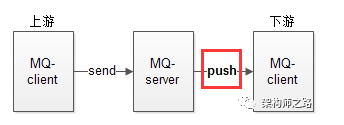 上游
下游
MQ-
client
send
MQ-
server
push
MQ-
client
架构师之路